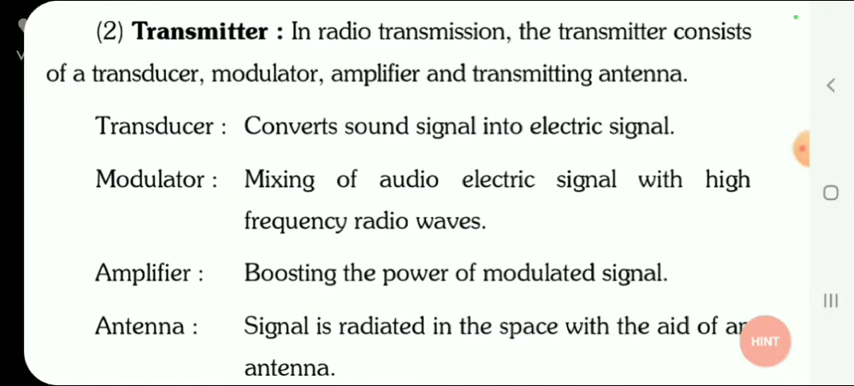 (2) Transmitter : In radio transmission, the transmitter consists
of a transducer, modulator, amplifier and transmitting antenna.
Transducer : Converts sound signal into electric signal.
Modulator : Mixing of audio electric signal with high
frequency radio waves.
Amplifier : Boosting the power of modulated signal.
Antenna : Signal is radiated in the space with the aid of
antenna.
HINT